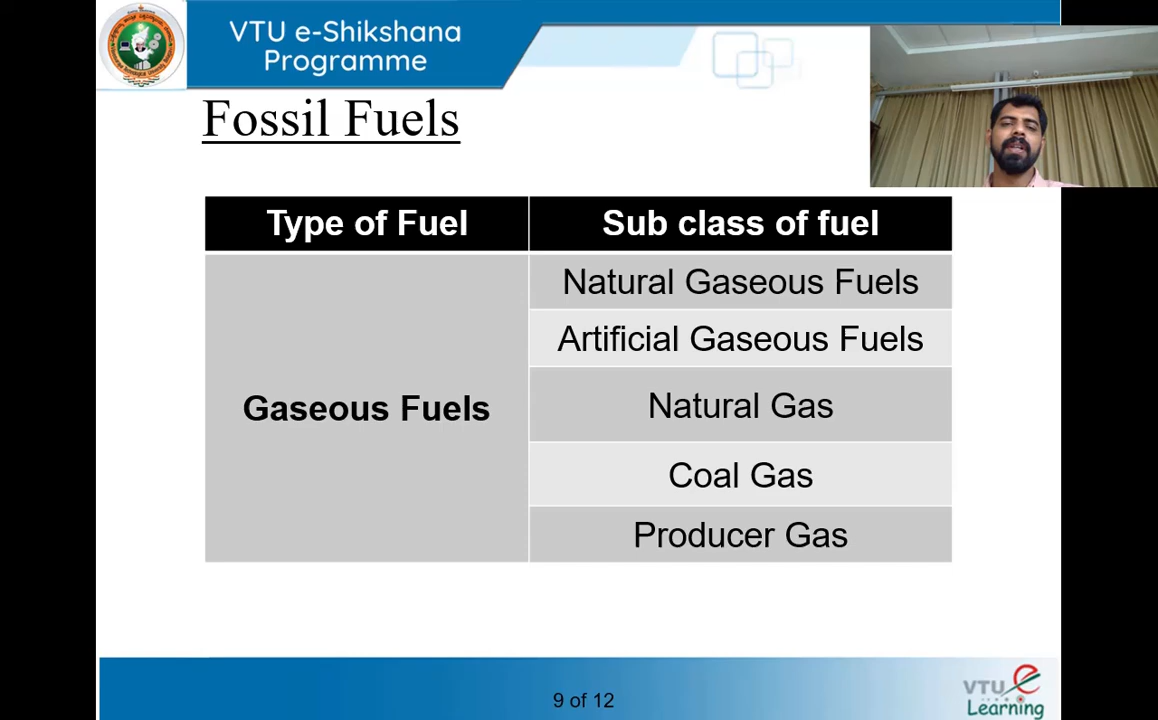 VTU e-Shikshana
Programme
Fossil Fuels
Type of Fuel
Sub class of fuel
Gaseous Fuels
Natural Gaseous Fuels
Artificial Gaseous Fuels
Natural Gas
Coal Gas
Producer Gas
9 of 12
VTU e
Learning